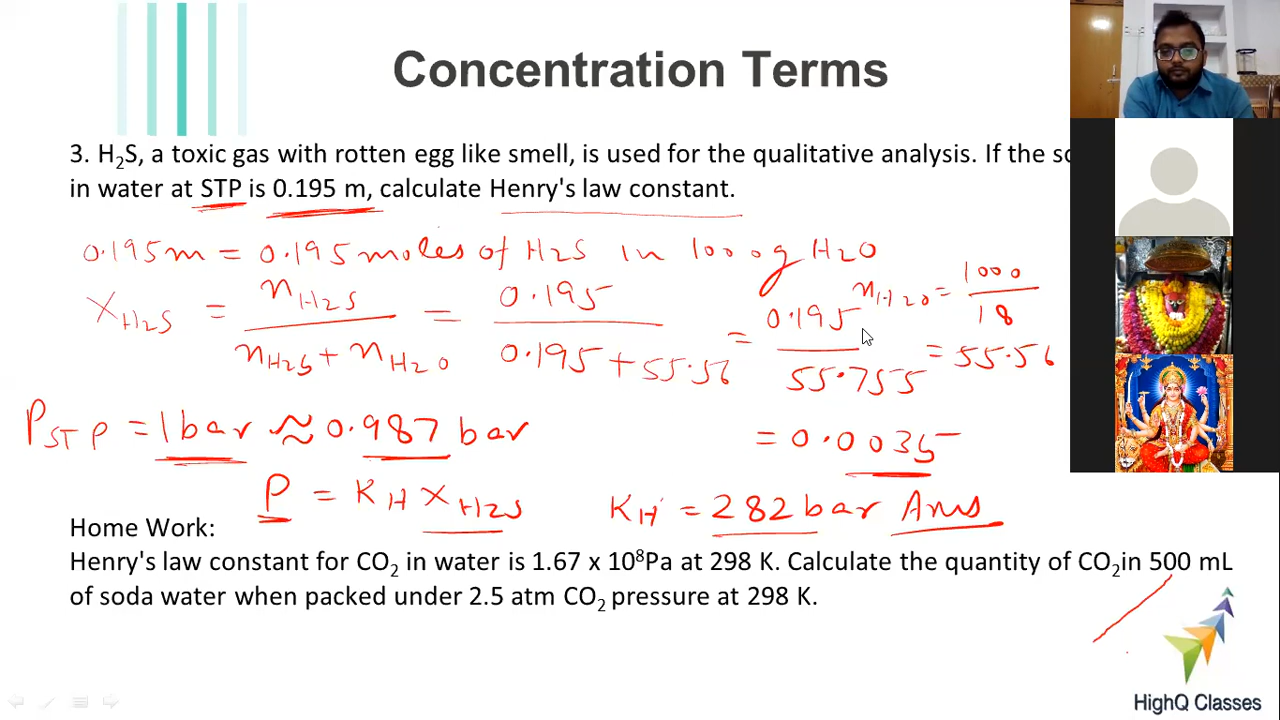 Concentration Terms
3. H₂S, a toxic gas with rotten egg like smell, is used for the qualitative analysis. If the
in water at STP is 0.195 m, calculate Henry's law constant.
0.195m = 0.195 moles of H2S in 1000g H2O
XH2S = nH2S / nH2S + nH2O = 0.195 / 0.195 + 55.56 = 0.195 / 55.755
nH2O = 1000 / 18
= 55.56
PSTP = 1 bar ≈ 0.987 bar
= 0.0035
P = KH XH2S
KH = 282 bar Ans
Home Work:
Henry's law constant for CO₂ in water is 1.67 x 10⁸Pa at 298 K. Calculate the quantity of CO₂in 500 mL
of soda water when packed under 2.5 atm CO₂ pressure at 298 K.
HighQ Classes